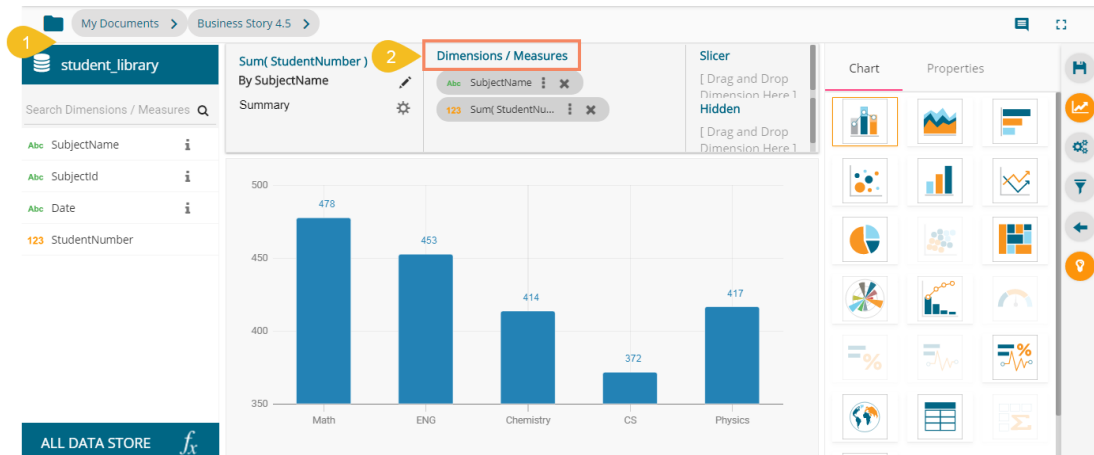 My Documents
Business Story 4.5
1
student_library
Search Dimensions / Measures
Abc SubjectName i
Abc SubjectId i
Abc Date i
123 StudentNumber
ALL DATA STORE fx
Sum( StudentNumber )
By SubjectName
Summary
2
Dimensions / Measures
Abc SubjectName
123 Sum( StudentNu...
Slicer
[ Drag and Drop
Dimension Here ]
Hidden
[ Drag and Drop
Dimension Here ]
500
450
400
350
478
453
414
372
417
Math
ENG
Chemistry
CS
Physics
Chart
Properties
%
%
Σ